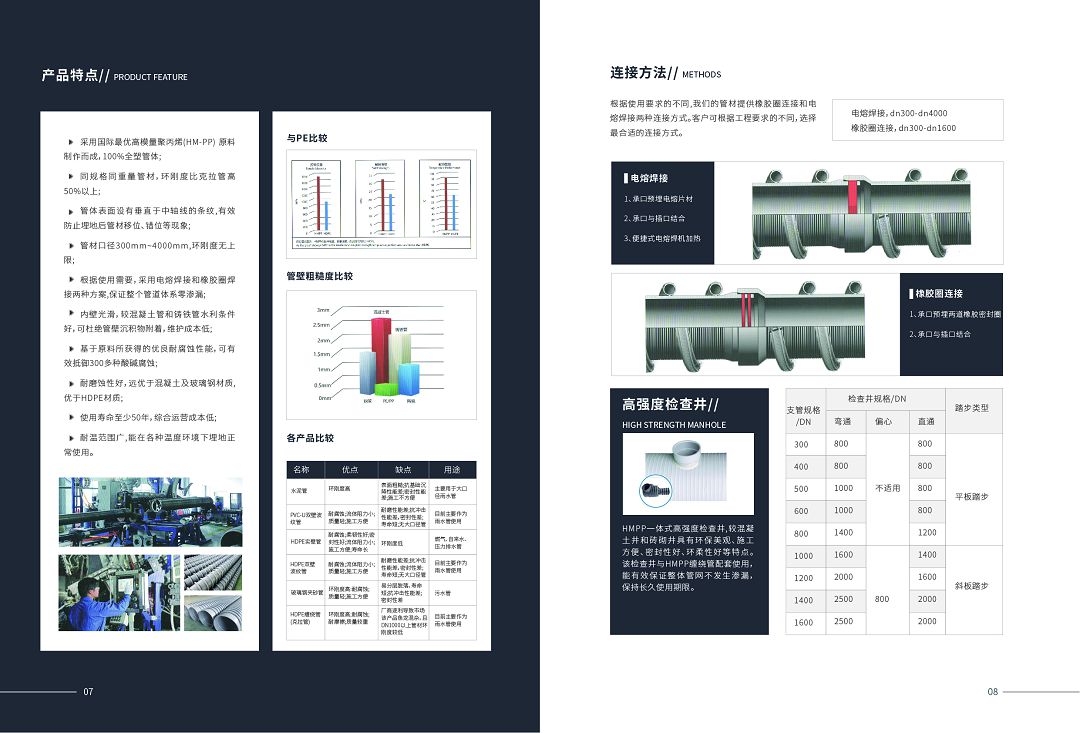 产品特点// PRODUCT FEATURE
▶ 采用国际最优高模量聚丙烯(HM-PP) 原料
制作而成，100%全塑管体;
▶ 同规格同重量管材，环刚度比克拉管高
50%以上;
▶ 管体表面设有垂直于中轴线的条纹,有效
防止埋地后管材移位、错位等现象;
▶ 管材口径300mm~4000mm,环刚度无上
限;
▶ 根据使用需要，采用电熔焊接和橡胶圈焊
接两种方案,保证整个管道体系零渗漏;
▶ 内壁光滑，较混凝土管和铸铁管水利条件
好，可杜绝管壁沉积物附着，维护成本低;
▶ 基于原料所获得的优良耐腐蚀性能，可有
效抵御300多种酸碱腐蚀;
▶ 耐磨蚀性好，远优于混凝土及玻璃钢材质,
优于HDPE材质;
▶ 使用寿命至少50年，综合运营成本低;
▶ 耐温范围广,能在各种温度环境下埋地正
常使用。
与PE比较
管壁粗糙度比较
3mm
2.5mm
2mm
1.5mm
1mm
0.5mm
0mm
混凝土管
铸铁管
PE/PP
陶瓷
各产品比较
名称 优点 缺点 用途
水泥管 环刚度高 表面粗糙;抗基础沉
降性能差;密封性能
差;施工不方便 主要用于大口
径雨水管
PVC-U双壁波
纹管 耐腐蚀;流体阻力小;
质量轻;施工方便 耐磨性能差;抗冲击
性能差，密封性差;
寿命短;无大口径管 目前主要作为
雨水管使用
HDPE实壁管 耐腐蚀;柔韧性好;密
封性好;流体阻力小;
施工方便;寿命长 环刚度低 燃气、自来水、
压力排水管
HDPE双壁
波纹管 耐腐蚀;流体阻力小;
质量轻;施工方便 耐磨性能差;抗冲击
性能差，密封性差;
寿命短;无大口径管 目前主要作为
雨水管使用
玻璃钢夹砂管 环刚度高;耐腐蚀;
质量轻;施工方便 易分层脱落，寿命
短;抗冲击性能差;
密封性差 污水管
HDPE缠绕管
(克拉管) 环刚度高;耐腐蚀;
耐摩擦;质量较重 厂商逐利导致市场
该产品鱼龙混杂，且
DN1000以上管材环
刚度较低 目前主要作为
雨水管使用
07
连接方法// METHODS
根据使用要求的不同,我们的管材提供橡胶圈连接和电
熔焊接两种连接方式。客户可根据工程要求的不同，选择
最合适的连接方式。
电熔焊接，dn300-dn4000
橡胶圈连接，dn300-dn1600
电熔焊接
1、承口预埋电熔片材
2、承口与插口结合
3、便捷式电熔焊机加热
橡胶圈连接
1、承口预埋两道橡胶密封圈
2、承口与插口结合
高强度检查井//
HIGH STRENGTH MANHOLE
HMPP一体式高强度检查井,较混凝
土井和砖砌井具有环保美观、施工
方便、密封性好、环柔性好等特点。
该检查井与HMPP缠绕管配套使用，
能有效保证整体管网不发生渗漏，
保持长久使用期限。
支管规格
/DN 检查井规格/DN 踏步类型
弯通 偏心 直通
300 800 800
400 800 800
500 1000 不适用 800 平板踏步
600 1000 800
800 1400 1200
1000 1600 1400
1200 2000 1600 斜板踏步
1400 2500 800 2000
1600 2500 2000
08